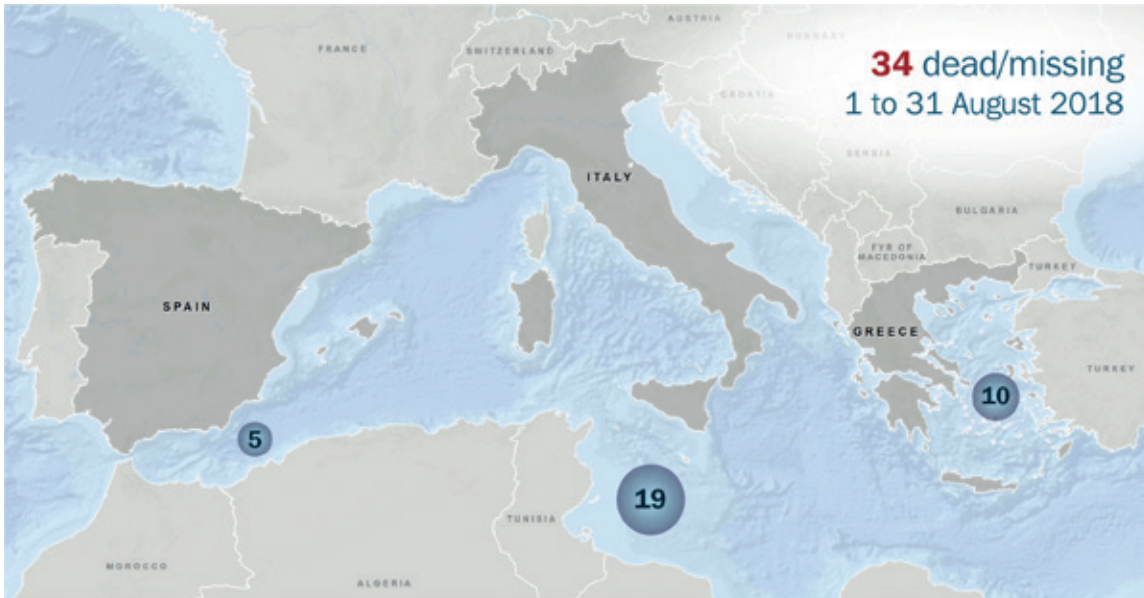 AUSTRIA
HUNGARY
FRANCE
SWITZERLAND
34 dead/missing
CROATIA
1 to 31 August 2018
SERBIA
ITALY
BULGARIA
FYR OF
MACEDONIA
TURKEY
SPAIN
GREECE
TURKEY
10
5
19
TUNISIA
MOROCCO
ALGERIA